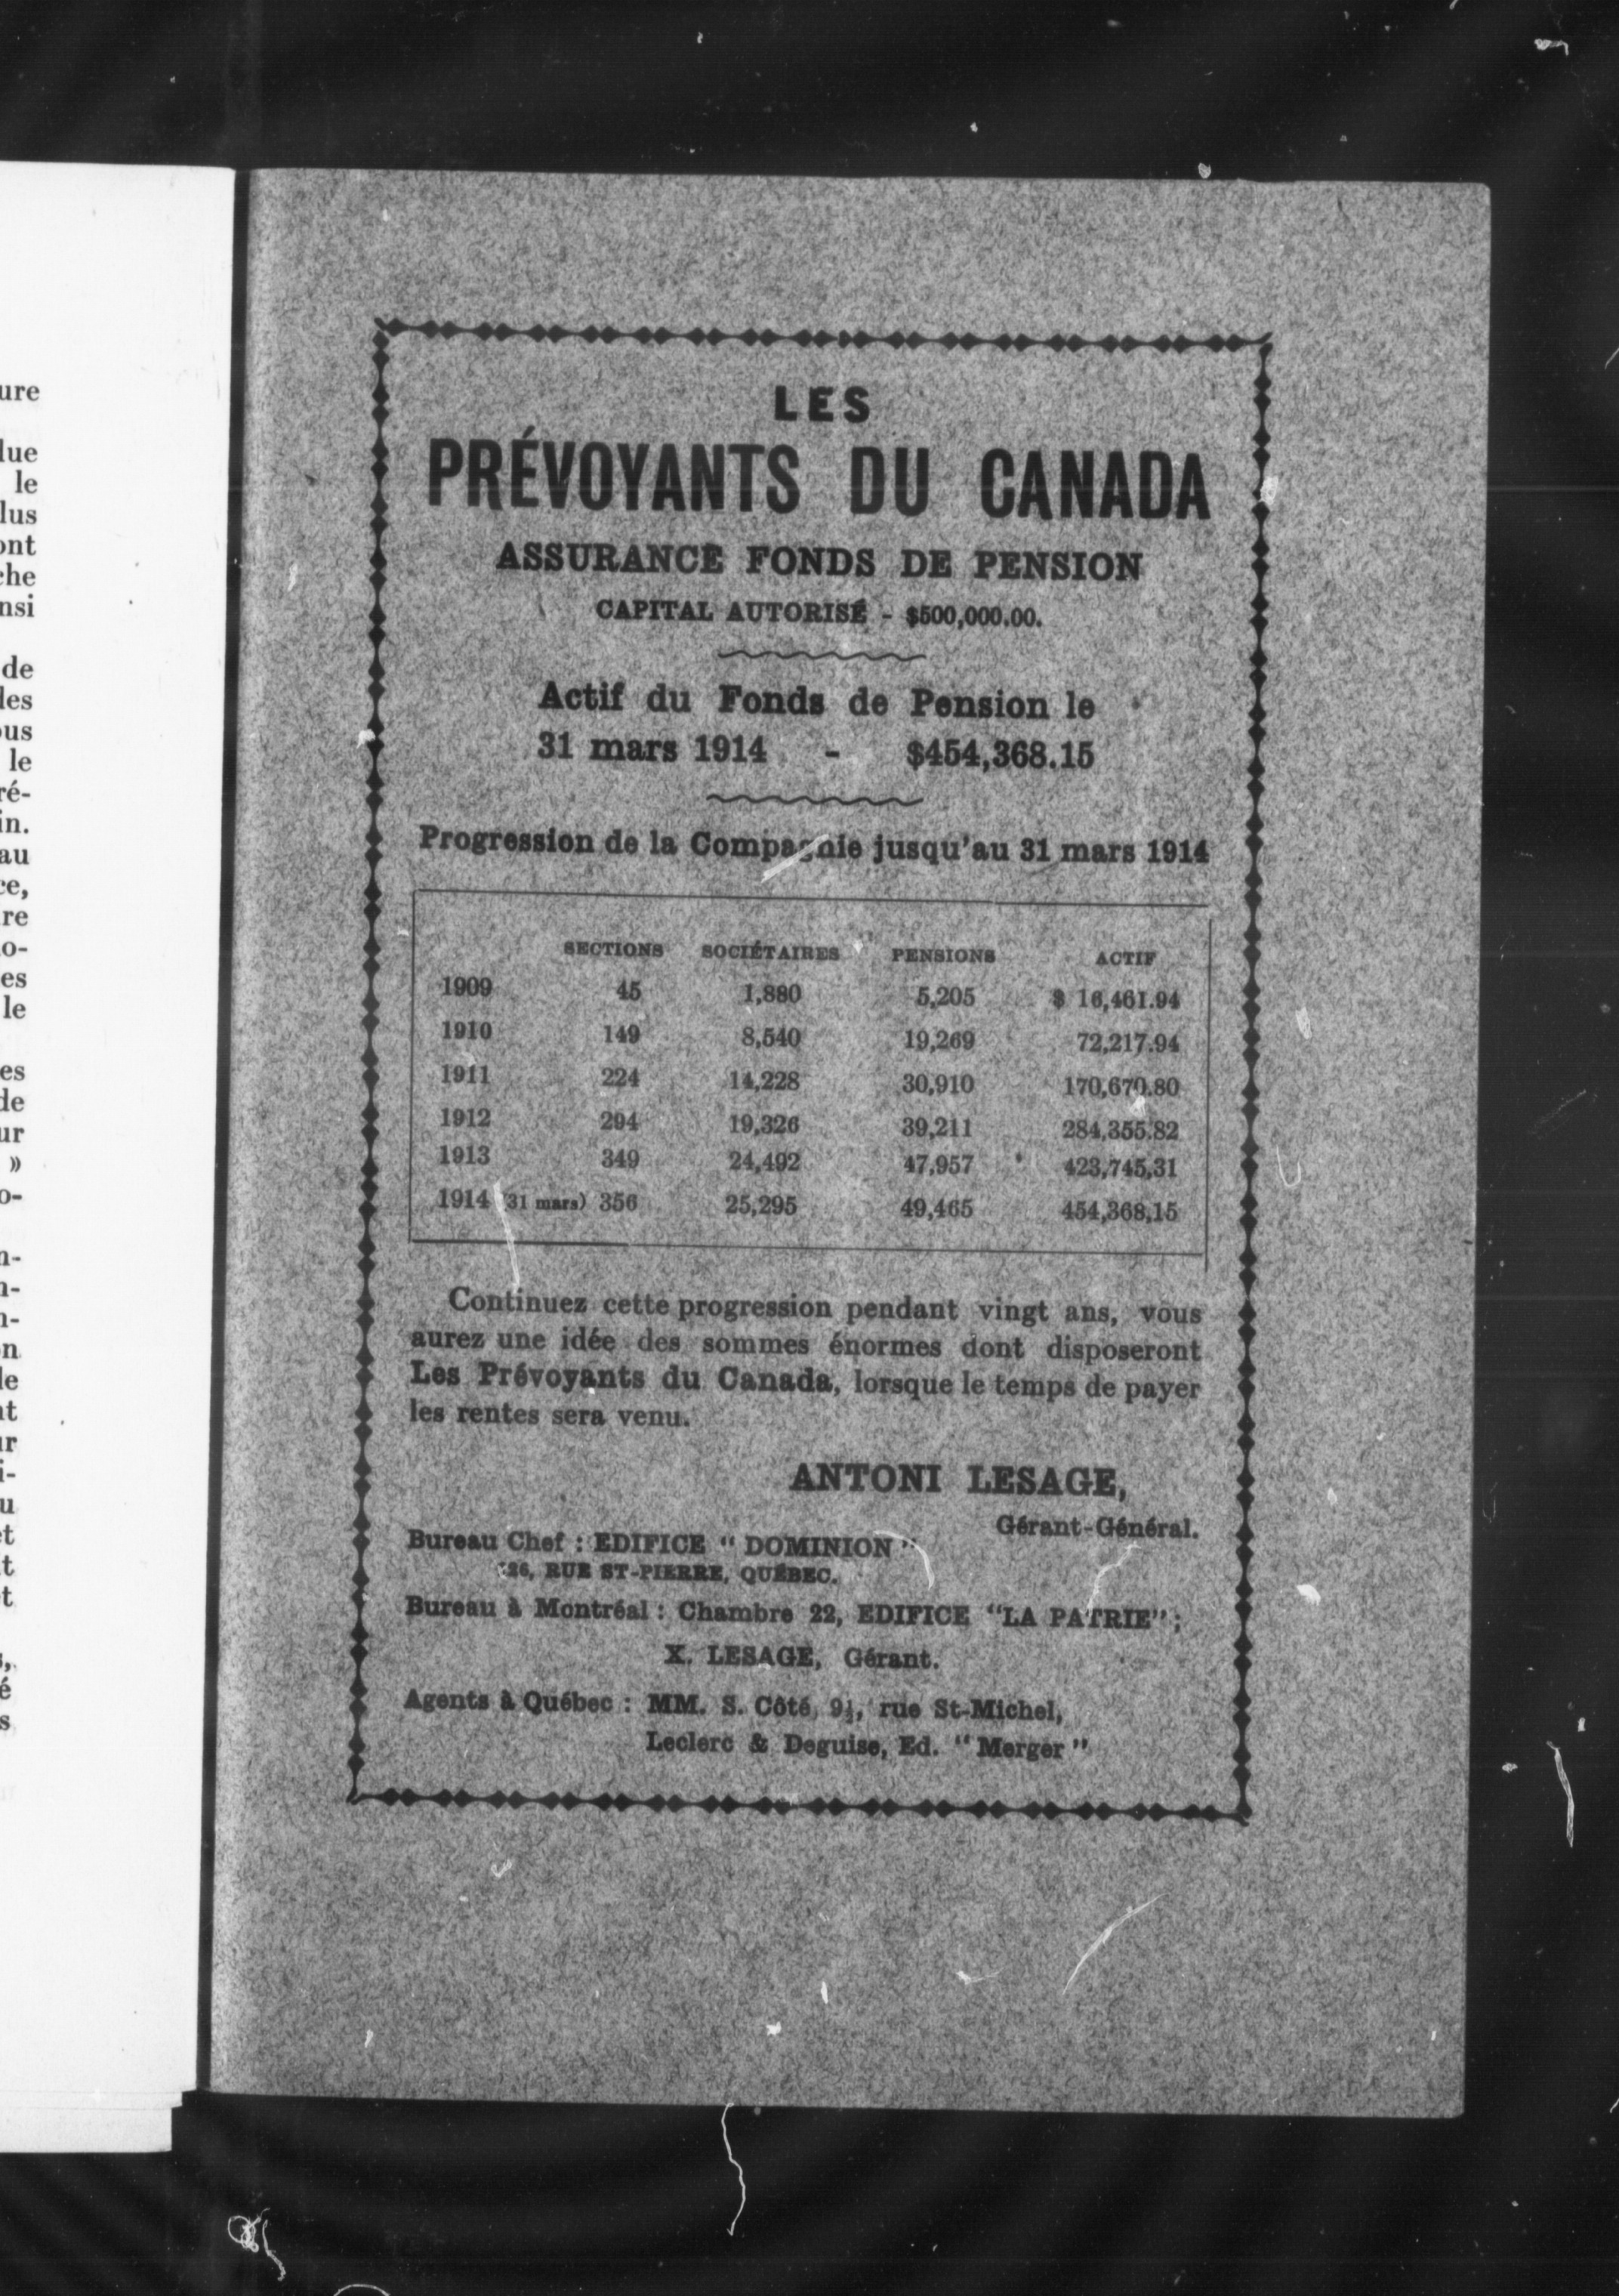 LES
PRÉVOYANTS DU CANADA
ASSURANCE FONDS DE PENSION
CAPITAL AUTORISÉ - $500,000.00.
Actif du Fonds de Pension le
31 mars 1914 - $454,368.15
Progression de la Compagnie jusqu'au 31 mars 1914
SECTIONS SOCIÉTAIRES PENSIONS ACTIF
1909 45 1,880 5,205 $ 16,461.94
1910 149 8,540 19,269 72,217.94
1911 224 14,228 30,910 170,670.80
1912 294 19,326 39,211 284,355.82
1913 349 24,492 47,957 423,745,31
1914 (31 mars) 356 25,295 49,465 454,368,15
Continuez cette progression pendant vingt ans, vous
aurez une idée des sommes énormes dont disposeront
Les Prévoyants du Canada, lorsque le temps de payer
les rentes sera venu.
ANTONI LESAGE,
Gérant-Général.
Bureau Chef : EDIFICE "DOMINION"
RUE ST-PIERRE, QUÉBEC.
Bureau à Montréal : Chambre 22, EDIFICE "LA PATRIE" ;
X. LESAGE, Gérant.
Agents à Québec : MM. S. Côté, 9½, rue St-Michel,
Leclerc & Deguise, Ed. "Merger"